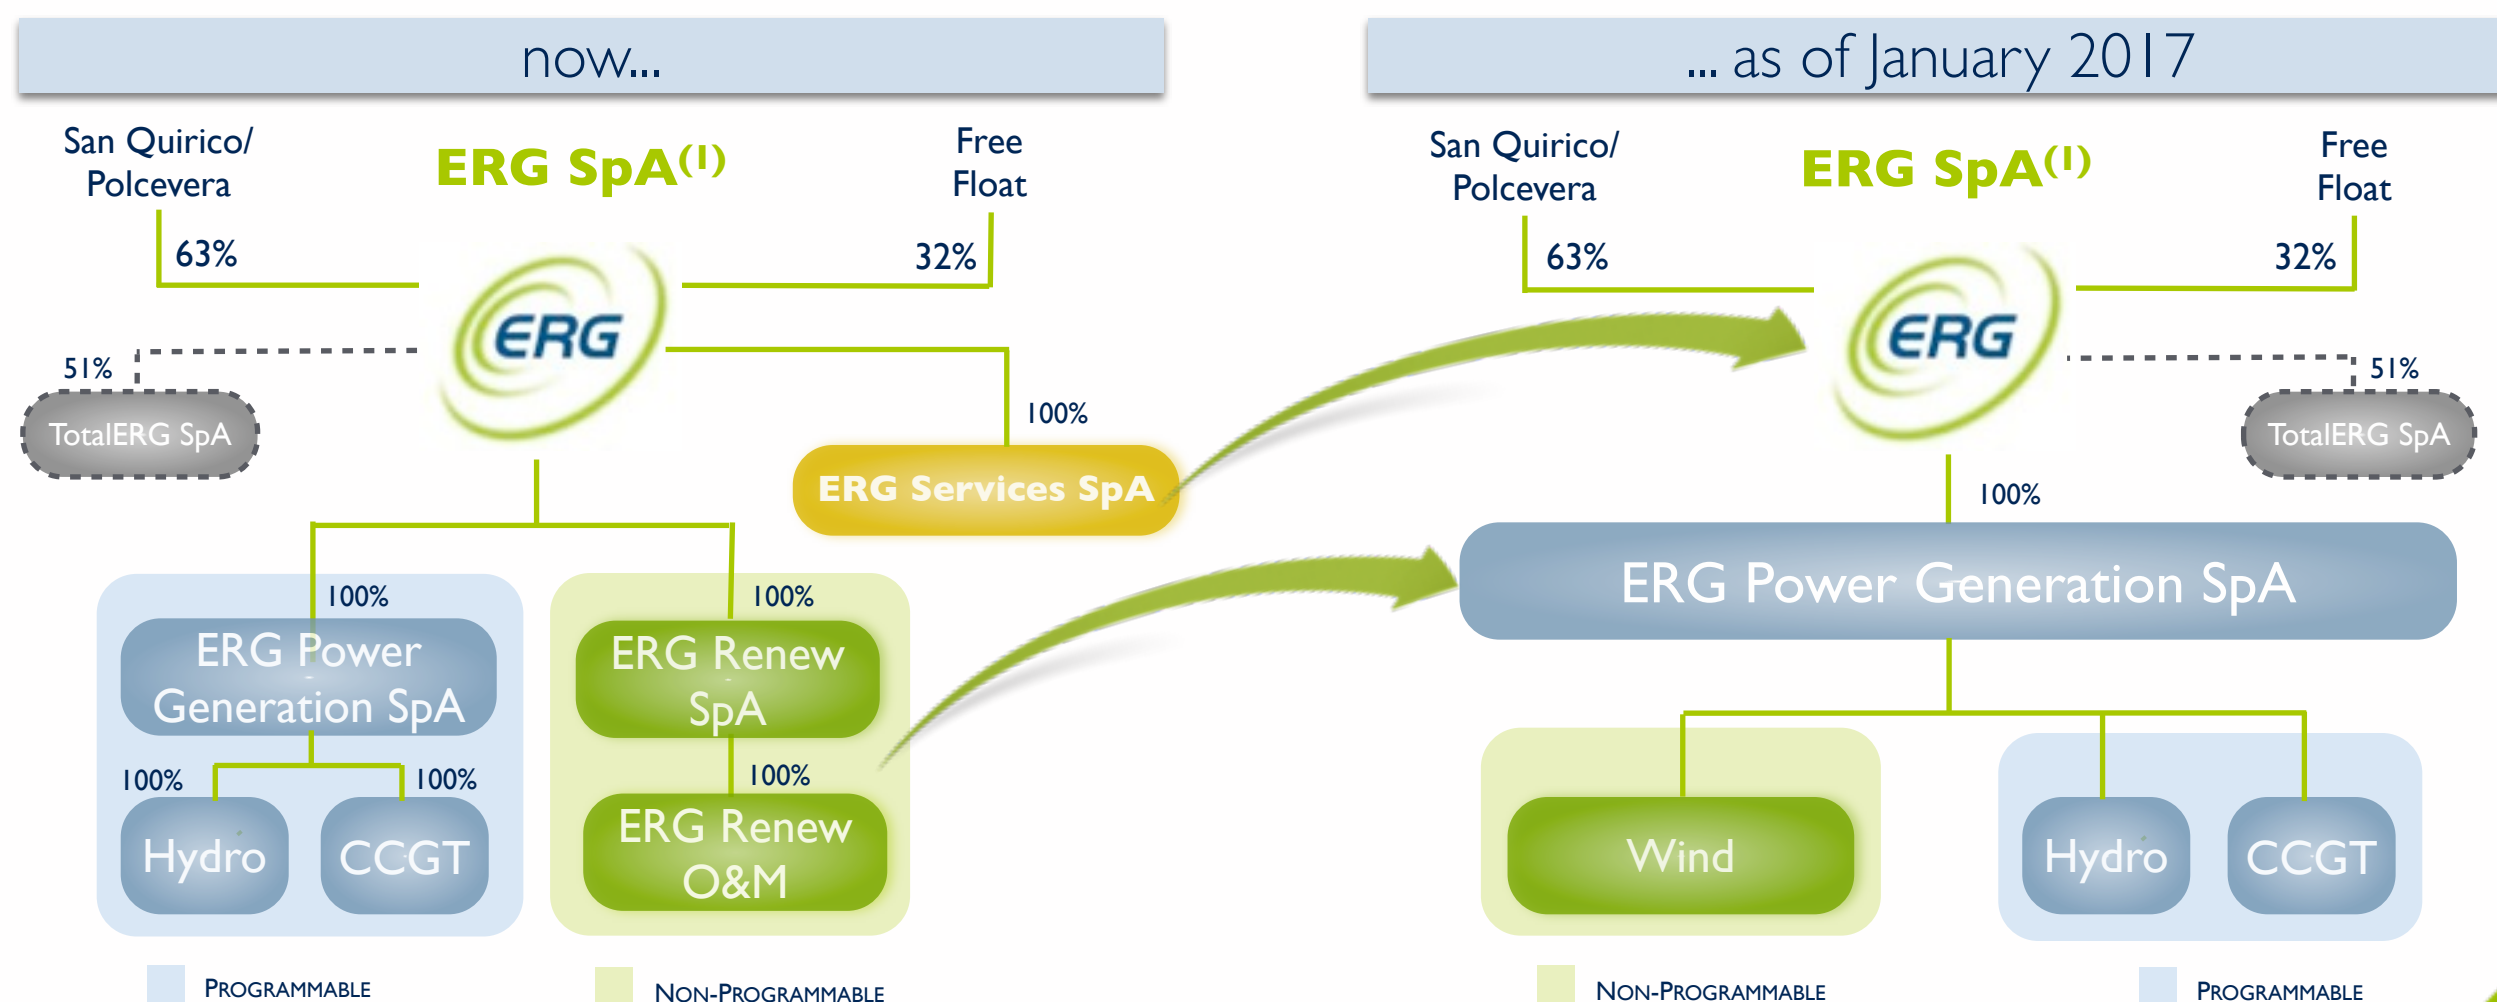 now...
San Quirico/
Polcevera
ERG SpA(1)
Free
Float
63%
32%
ERG
51%
TotalERG SpA
100%
ERG Services SpA
100%
100%
ERG Power
Generation SpA
ERG Renew
SpA
100%
100%
100%
Hydro
CCGT
ERG Renew
O&M
PROGRAMMABLE
NON-PROGRAMMABLE
... as of January 2017
San Quirico/
Polcevera
ERG SpA(1)
Free
Float
63%
32%
ERG
51%
TotalERG SpA
100%
ERG Power Generation SpA
Wind
Hydro
CCGT
NON-PROGRAMMABLE
PROGRAMMABLE